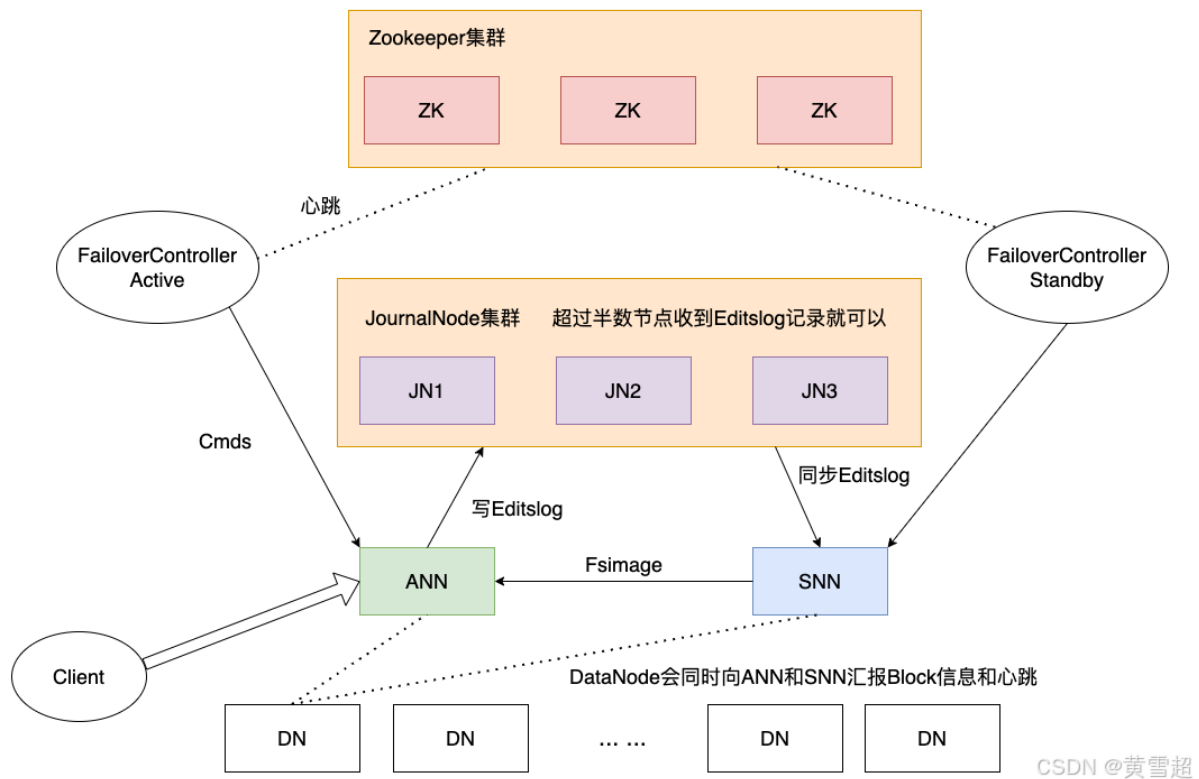 Zookeeper集群
ZK
ZK
ZK
心跳
FailoverController
Active
FailoverController
Standby
JournalNode集群
超过半数节点收到Editslog记录就可以
JN1
JN2
JN3
Cmds
同步Editslog
写Editslog
Fsimage
ANN
SNN
Client
DataNode会同时向ANN和SNN汇报Block信息和心跳
DN
DN
... ...
DN
DN
CSDN @黄雪超